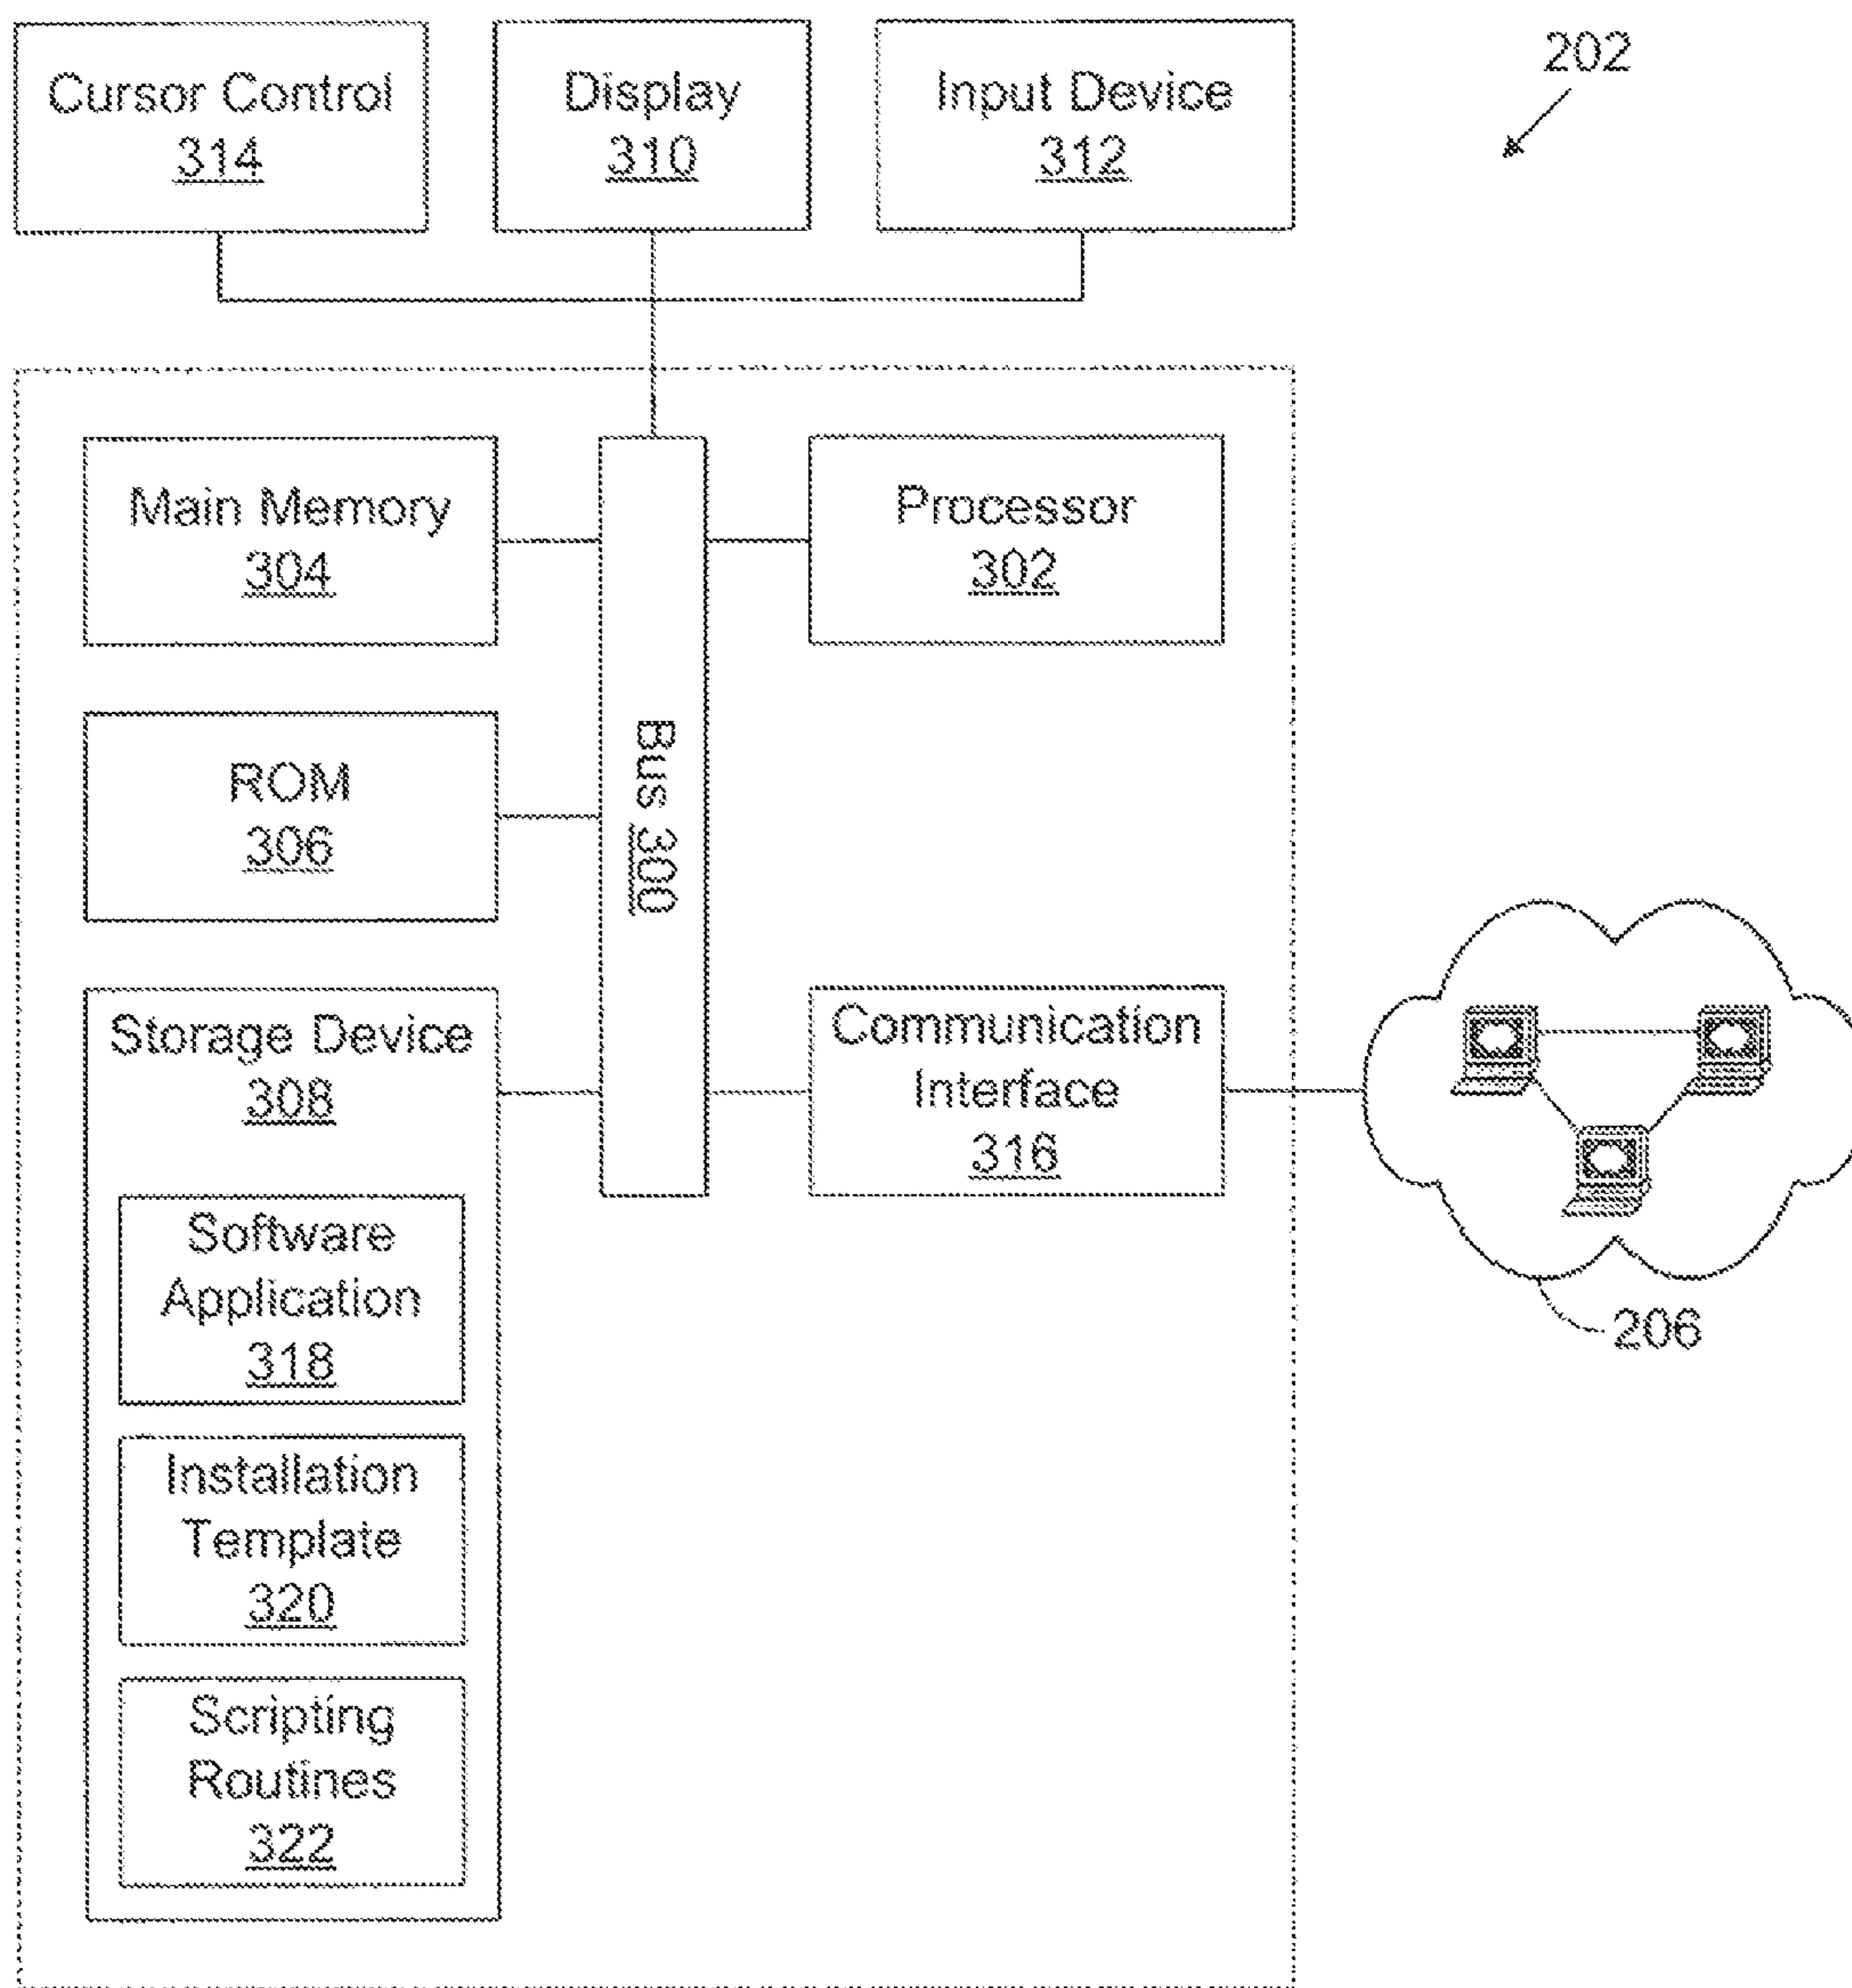 Cursor Control
314
Display
310
Input Device
312
202
Main Memory
304
Processor
302
ROM
306
Bus 300
Storage Device
308
Communication
Interface
316
Software
Application
318
206
Installation
Template
320
Scripting
Routines
322